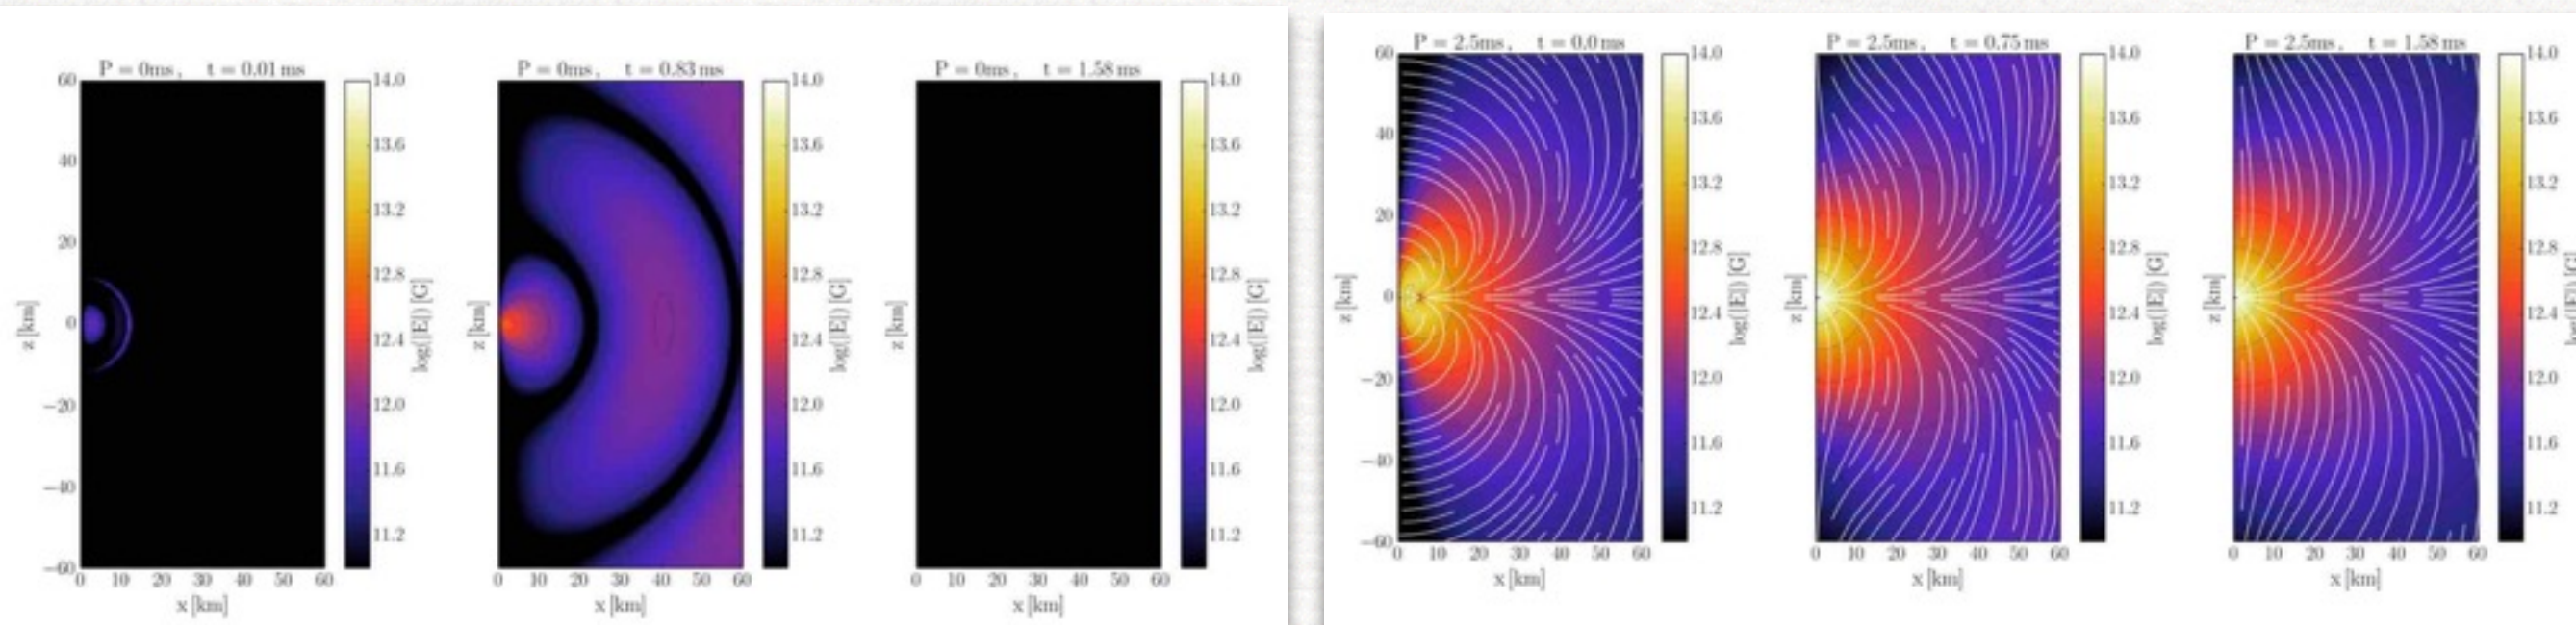 P = 0ms, t = 0.01 ms
60
40
20
0
−20
−40
−60
z [km]
0 10 20 30 40 50 60
x [km]
14.0
13.6
13.2
12.8
12.4
12.0
11.6
11.2
log(|E|) [G]
P = 0ms, t = 0.83 ms
z [km]
0 10 20 30 40 50 60
x [km]
14.0
13.6
13.2
12.8
12.4
12.0
11.6
11.2
log(|E|) [G]
P = 0ms, t = 1.58 ms
z [km]
0 10 20 30 40 50 60
x [km]
14.0
13.6
13.2
12.8
12.4
12.0
11.6
11.2
log(|E|) [G]
P = 2.5ms, t = 0.0 ms
60
40
20
0
−20
−40
−60
z [km]
0 10 20 30 40 50 60
x [km]
14.0
13.6
13.2
12.8
12.4
12.0
11.6
11.2
log(|E|) [G]
P = 2.5ms, t = 0.75 ms
z [km]
0 10 20 30 40 50 60
x [km]
14.0
13.6
13.2
12.8
12.4
12.0
11.6
11.2
log(|E|) [G]
P = 2.5ms, t = 1.58 ms
z [km]
0 10 20 30 40 50 60
x [km]
14.0
13.6
13.2
12.8
12.4
12.0
11.6
11.2